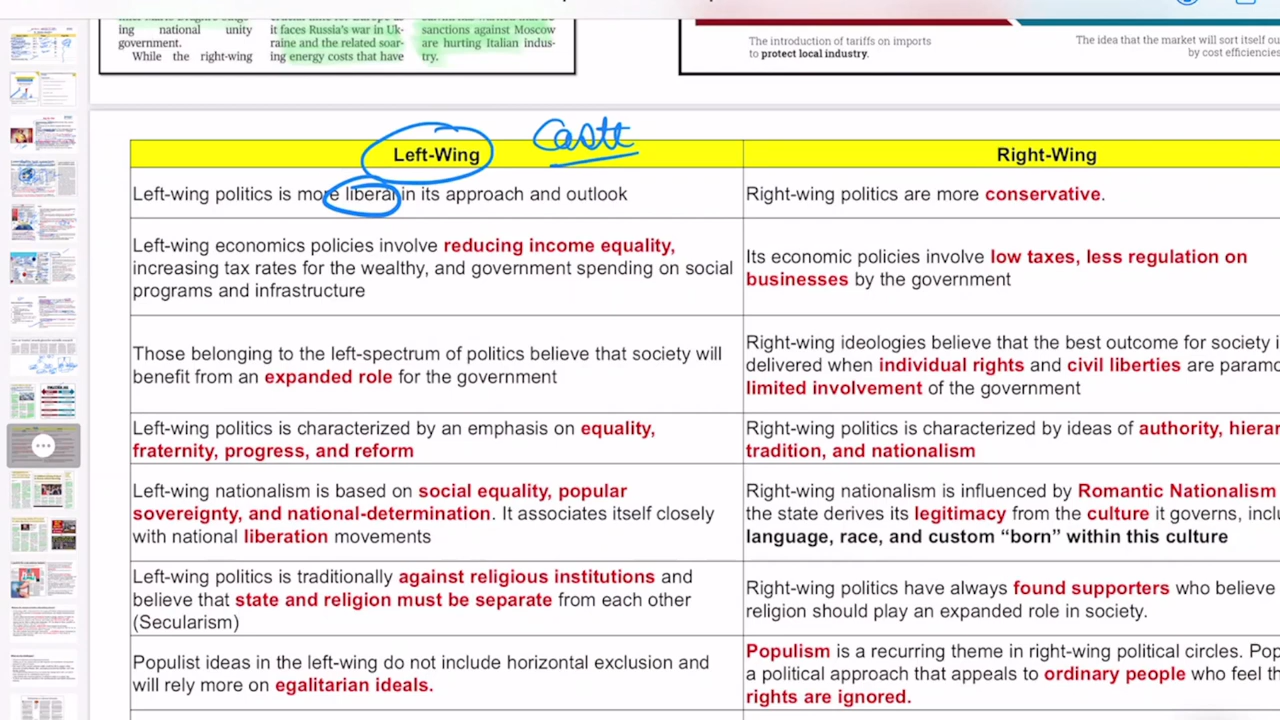 ing national unity
government.
While the right-wing
it faces Russia's war in Uk-
raine and the related soar-
ing energy costs that have
sanctions against Moscow
are hurting Italian indus-
try.
The introduction of tariffs on imports
to protect local industry.
The idea that the market will sort itself ou
by cost efficiencies
Caste
Left-Wing
Right-Wing
Left-wing politics is more liberal in its approach and outlook
Right-wing politics are more conservative.
Left-wing economics policies involve reducing income equality,
increasing tax rates for the wealthy, and government spending on social
programs and infrastructure
Its economic policies involve low taxes, less regulation on
businesses by the government
Those belonging to the left-spectrum of politics believe that society will
benefit from an expanded role for the government
Right-wing ideologies believe that the best outcome for society i
delivered when individual rights and civil liberties are paramo
limited involvement of the government
Left-wing politics is characterized by an emphasis on equality,
fraternity, progress, and reform
Right-wing politics is characterized by ideas of authority, hierar
tradition, and nationalism
Left-wing nationalism is based on social equality, popular
sovereignty, and national-determination. It associates itself closely
with national liberation movements
Right-wing nationalism is influenced by Romantic Nationalism
the state derives its legitimacy from the culture it governs, inclu
language, race, and custom “born” within this culture
Left-wing politics is traditionally against religious institutions and
believe that state and religion must be separate from each other
(Secularism)
Right-wing politics have always found supporters who believe
religion should play an expanded role in society.
Populism as in the left-wing do not include horizontal exclusion and
will rely more on egalitarian ideals.
Populism is a recurring theme in right-wing political circles. Pop
a political approach that appeals to ordinary people who feel th
rights are ignored.